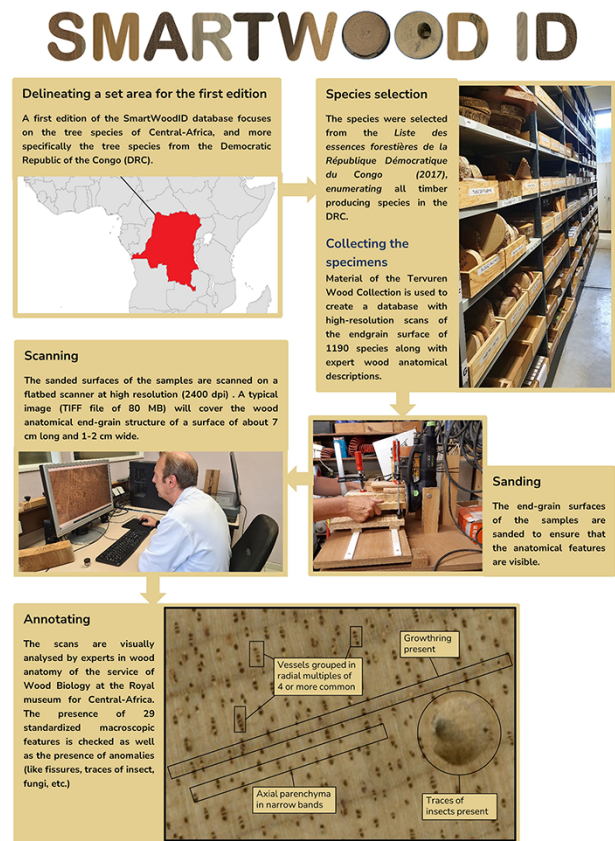 SMARTWOOD ID
Delineating a set area for the first edition
A first edition of the SmartWoodID database focuses
on the tree species of Central-Africa, and more
specifically the tree species from the Democratic
Republic of the Congo (DRC).
Species selection
The species were selected
from the Liste des
essences forestières de la
République Démocratique
du Congo (2017),
enumerating all timber
producing species in the
DRC.
Collecting the
specimens
Material of the Tervuren
Wood Collection is used to
create a database with
high-resolution scans of
the endgrain surface of
1190 species along with
expert wood anatomical
descriptions.
Scanning
The sanded surfaces of the samples are scanned on a
flatbed scanner at high resolution (2400 dpi) . A typical
image (TIFF file of 80 MB) will cover the wood
anatomical end-grain structure of a surface of about 7
cm long and 1-2 cm wide.
Sanding
The end-grain surfaces
of the samples are
sanded to ensure that
the anatomical features
are visible.
Annotating
The scans are visually
analysed by experts in wood
anatomy of the service of
Wood Biology at the Royal
museum for Central-Africa.
The presence of 29
standardized macroscopic
features is checked as well
as the presence of anomalies
(like fissures, traces of insect,
fungi, etc.)
Growthring
present
Vessels grouped in
radial multiples of
4 or more common
Axial parenchyma
in narrow bands
Traces of
insects present